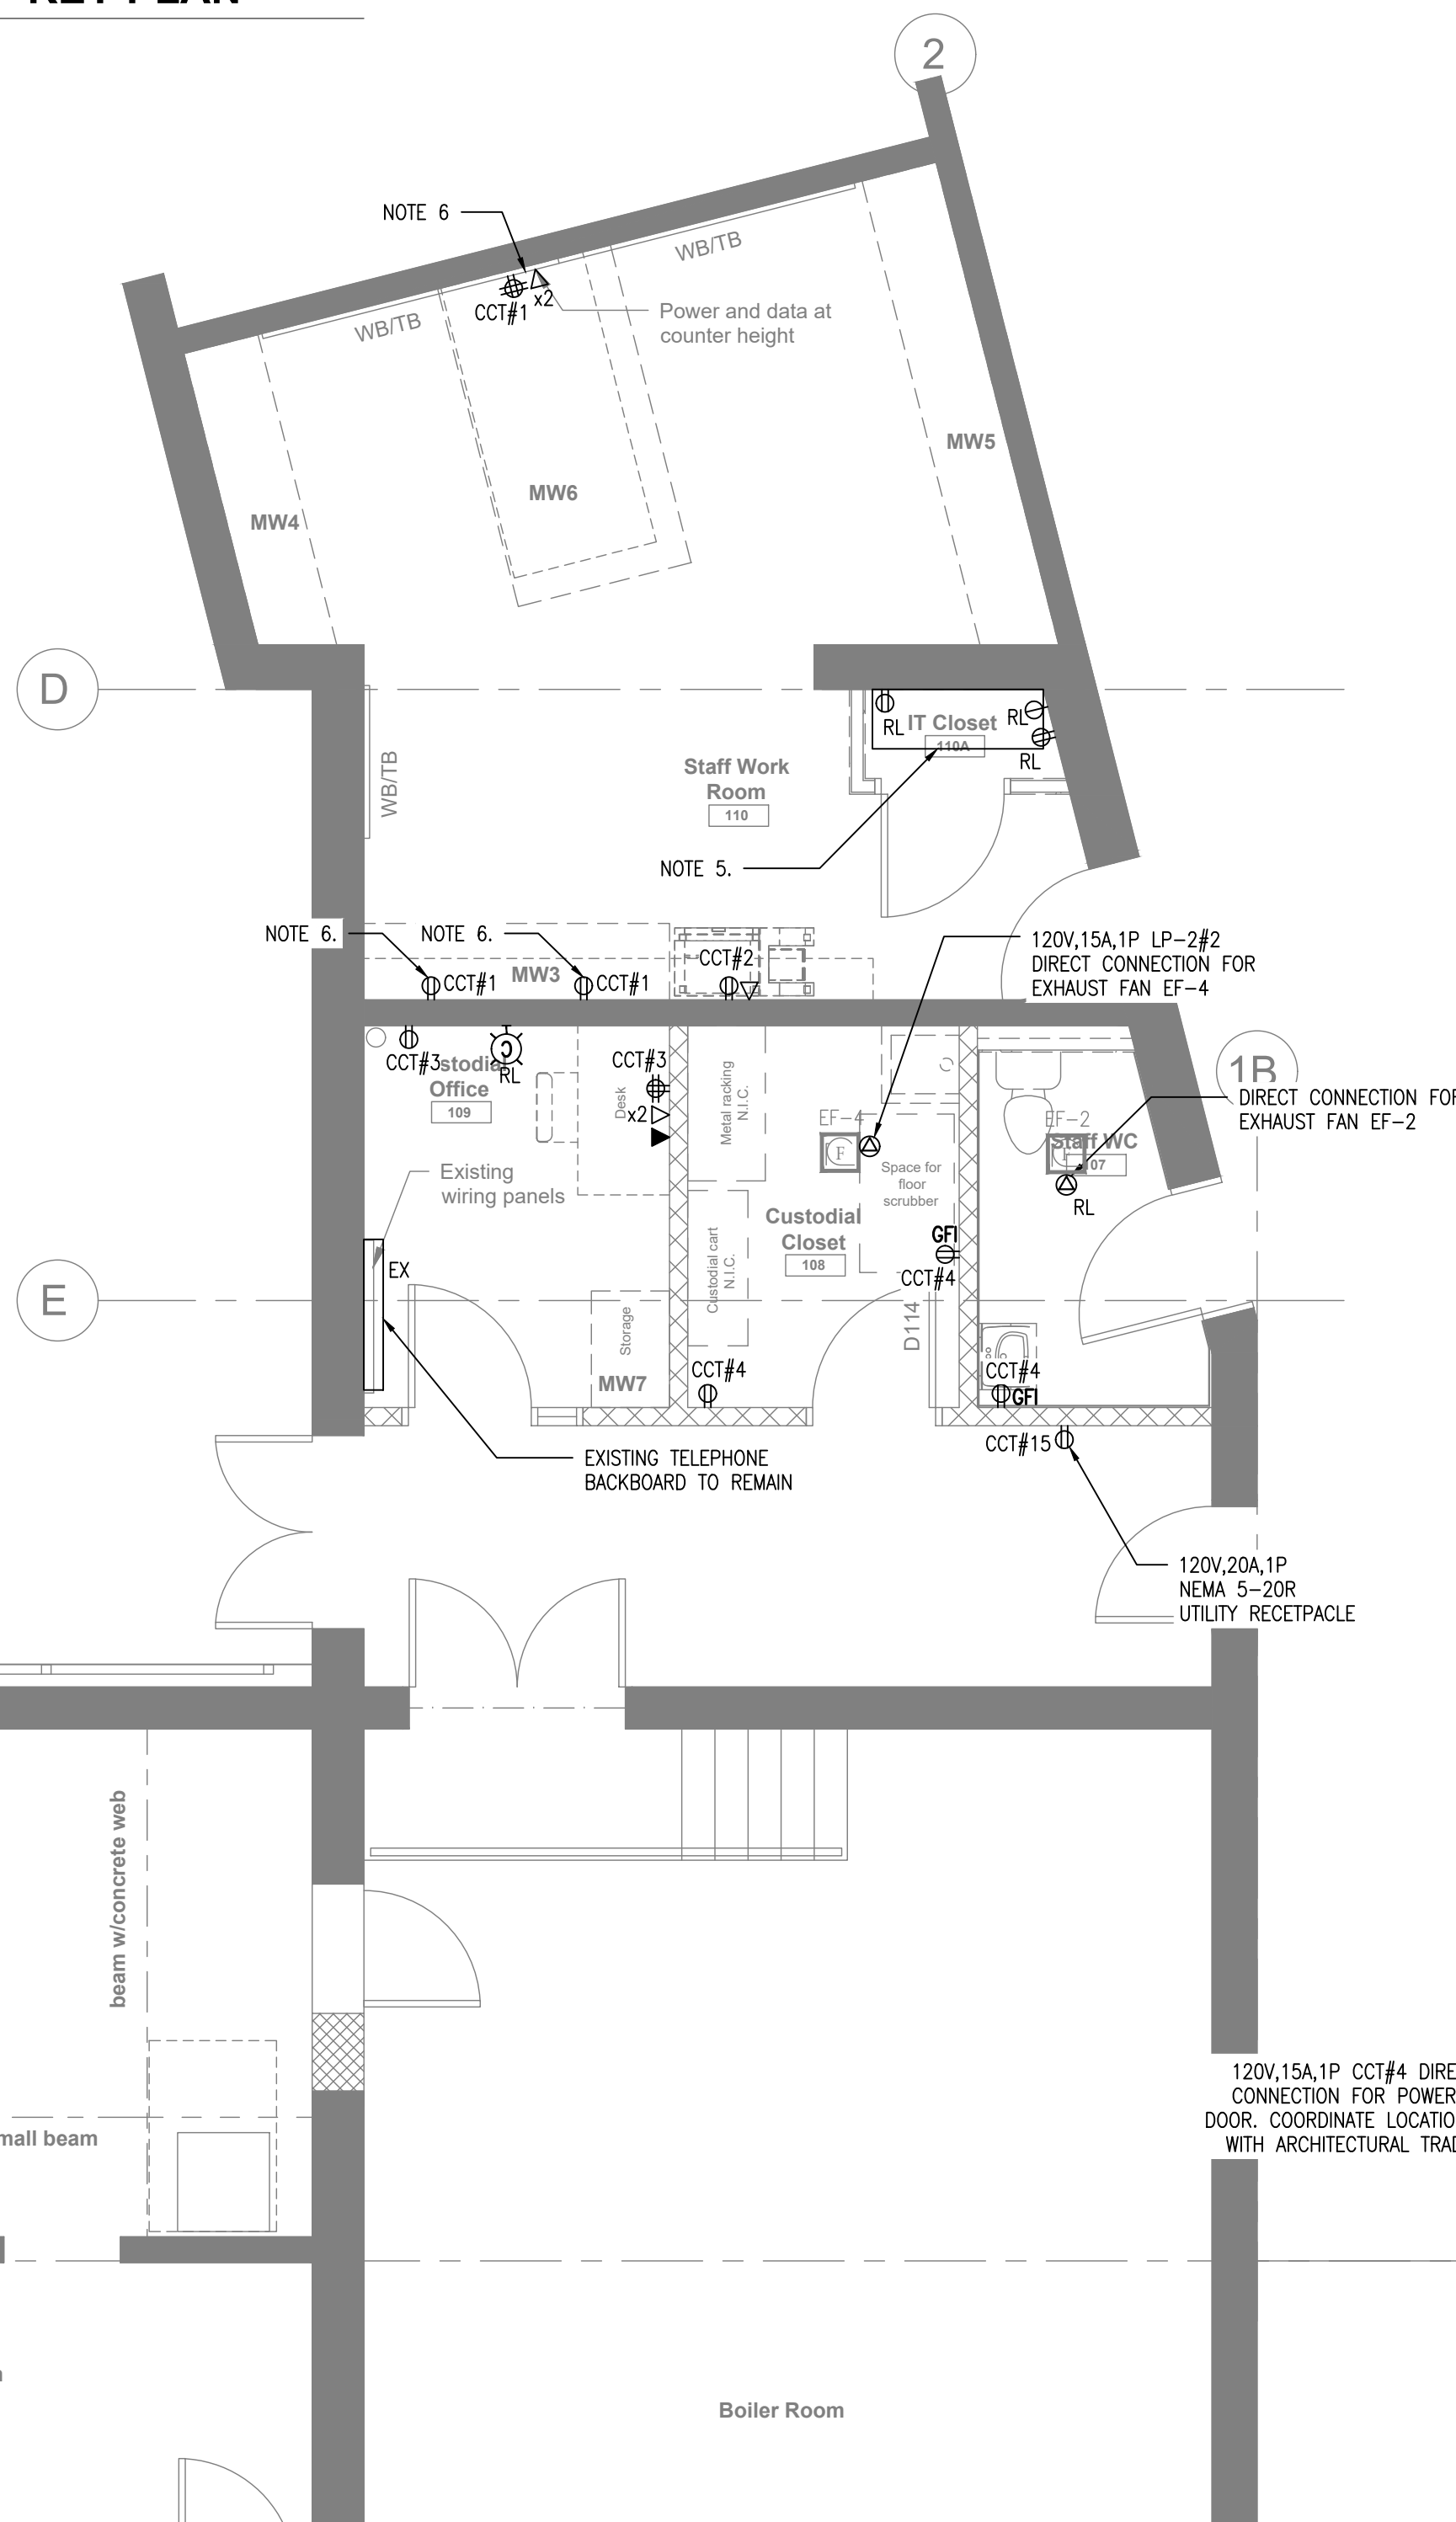 2
NOTE 6
WB/TB
CCT#1
x2
WB/TB
Power and data at
counter height
MW5
MW6
MW4
D
RL
IT Closet
110A
RL
RL
WB/TB
Staff Work
Room
110
NOTE 5.
NOTE 6.
NOTE 6.
CCT#1
MW3
CCT#1
CCT#2
120V,15A,1P LP-2#2
DIRECT CONNECTION FOR
EXHAUST FAN EF-4
CCT#3
stodial
Office
109
RL
CCT#3
Desk
x2
Metal racking
N.I.C.
EF-4
F
Space for
floor
scrubber
1B
DIRECT CONNECTION FO
EXHAUST FAN EF-2
EF-2
Staff WC
07
RL
Existing
wiring panels
EX
Custodial
Closet
108
GFI
CCT#4
E
Custodial cart
N.I.C.
D114
Storage
MW7
CCT#4
CCT#4
GFI
CCT#15
EXISTING TELEPHONE
BACKBOARD TO REMAIN
120V,20A,1P
NEMA 5-20R
UTILITY RECETPACLE
beam w/concrete web
mall beam
120V,15A,1P CCT#4 DIRE
CONNECTION FOR POWER
DOOR. COORDINATE LOCATIO
WITH ARCHITECTURAL TRAD
Boiler Room